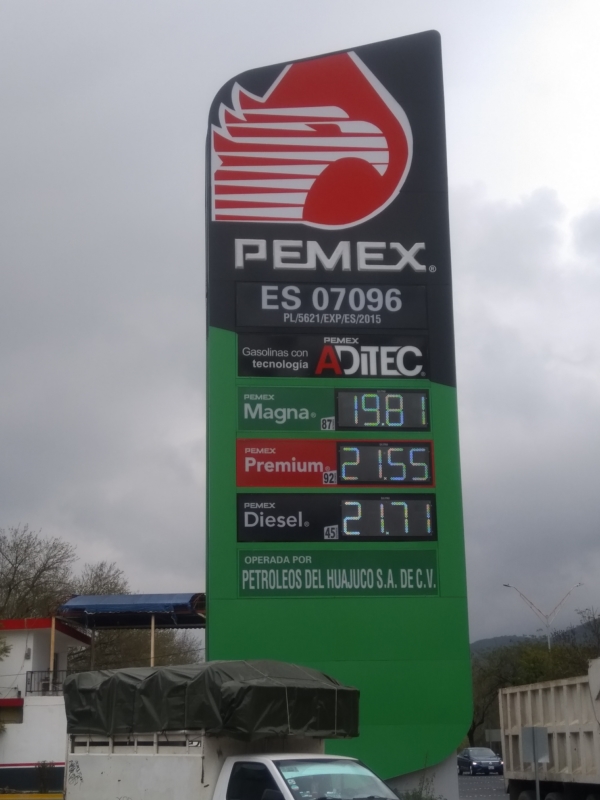 PEMEX®
ES 07096
PL/5621/EXP/ES/2015
Gasolinas con tecnología
PEMEX ADITEC®
PEMEX Magna® 87 19.81
PEMEX Premium® 92 21.55
PEMEX Diesel® 45 21.71
OPERADA POR
PETROLEOS DEL HUAJUCO S.A. DE C.V.